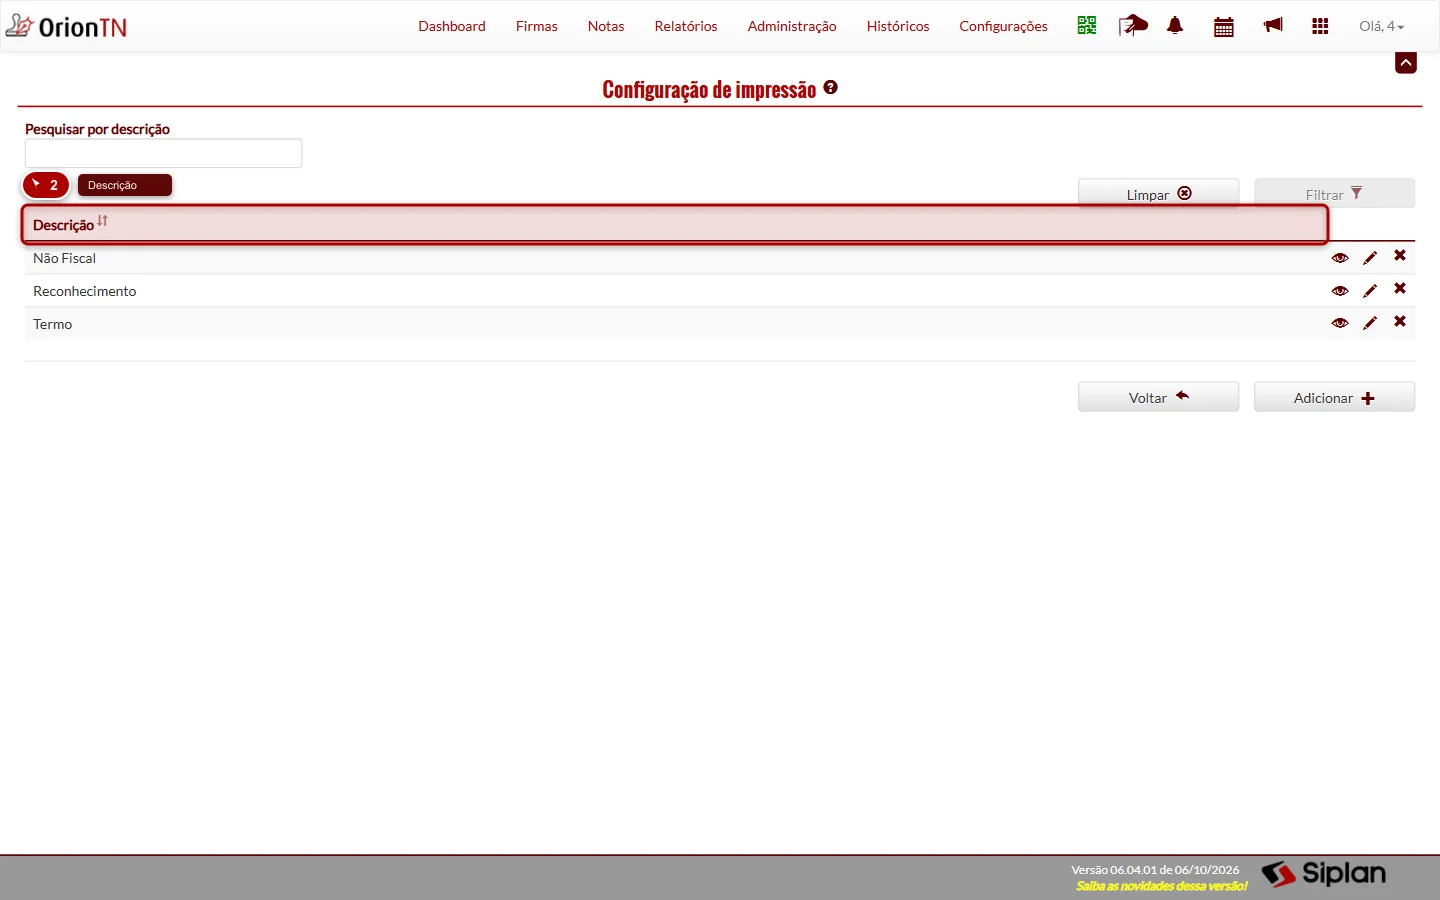 OrionTN
Dashboard Firmas Notas Relatórios Administração Históricos Configurações Olá, 4
Configuração de impressão ?
Pesquisar por descrição
2 Descrição
Limpar Filtrar
Descrição
Não Fiscal
Reconhecimento
Termo
Voltar Adicionar
Versão 06.04.01 de 06/10/2026
Saiba as novidades dessa versão!
Siplan